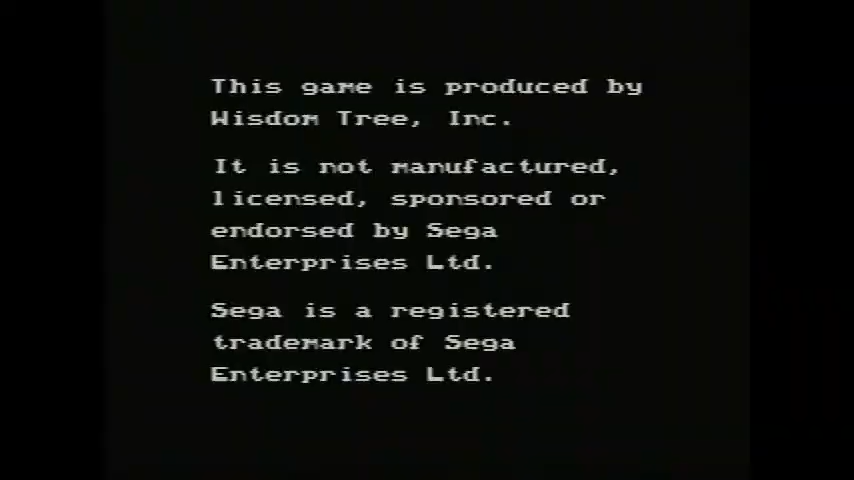 This game is produced by
Wisdom Tree, Inc.
It is not manufactured,
licensed, sponsored or
endorsed by Sega
Enterprises Ltd.
Sega is a registered
trademark of Sega
Enterprises Ltd.